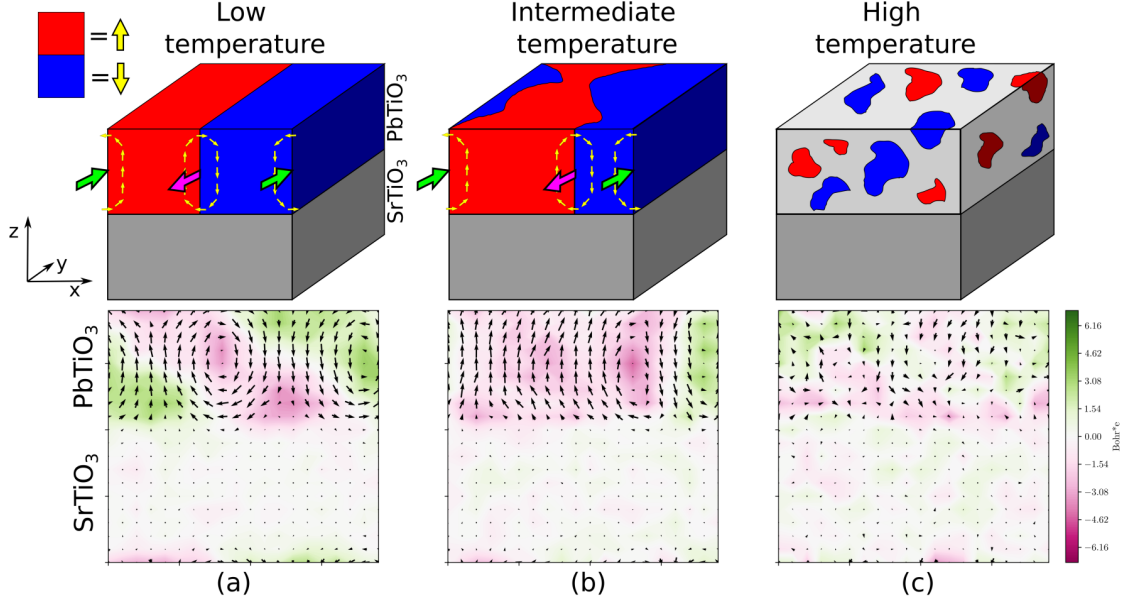 Low
temperature
Intermediate
temperature
High
temperature
=
=
PbTiO3
SrTiO3
z
y
x
PbTiO3
SrTiO3
6.16
4.62
3.08
1.54
0.00
−1.54
−3.08
−4.62
−6.16
Bohr*e
(a)
(b)
(c)